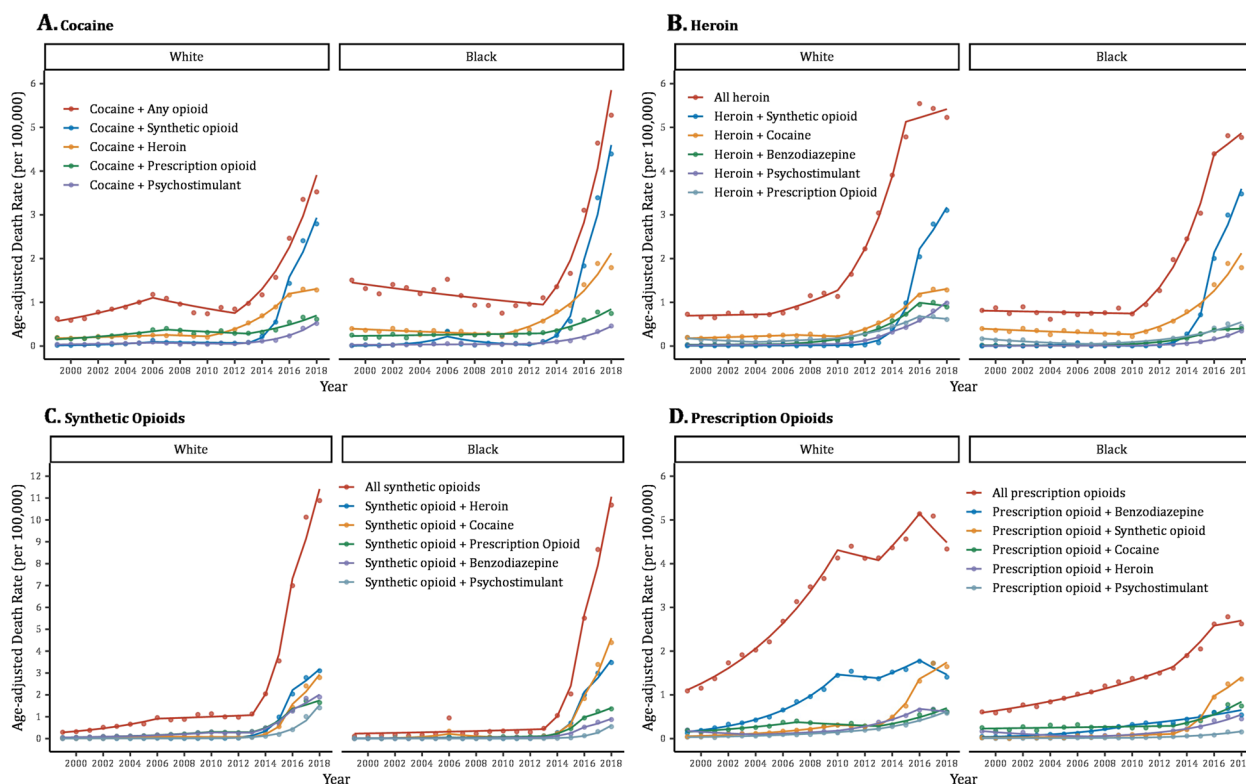 A. Cocaine
White
Black
Age-adjusted Death Rate (per 100,000)
6
5
4
3
2
1
0
Cocaine + Any opioid
Cocaine + Synthetic opioid
Cocaine + Heroin
Cocaine + Prescription opioid
Cocaine + Psychostimulant
2000 2002 2004 2006 2008 2010 2012 2014 2016 2018
2000 2002 2004 2006 2008 2010 2012 2014 2016 2018
Year
B. Heroin
White
Black
Age-adjusted Death Rate (per 100,000)
6
5
4
3
2
1
0
All heroin
Heroin + Synthetic opioid
Heroin + Cocaine
Heroin + Benzodiazepine
Heroin + Psychostimulant
Heroin + Prescription Opioid
2000 2002 2004 2006 2008 2010 2012 2014 2016 2018
2000 2002 2004 2006 2008 2010 2012 2014 2016 201
Year
C. Synthetic Opioids
White
Black
Age-adjusted Death Rate (per 100,000)
12
11
10
9
8
7
6
5
4
3
2
1
0
All synthetic opioids
Synthetic opioid + Heroin
Synthetic opioid + Cocaine
Synthetic opioid + Prescription Opioid
Synthetic opioid + Benzodiazepine
Synthetic opioid + Psychostimulant
2000 2002 2004 2006 2008 2010 2012 2014 2016 2018
2000 2002 2004 2006 2008 2010 2012 2014 2016 2018
Year
D. Prescription Opioids
White
Black
Age-adjusted Death Rate (per 100,000)
6
5
4
3
2
1
0
All prescription opioids
Prescription opioid + Benzodiazepine
Prescription opioid + Synthetic opioid
Prescription opioid + Cocaine
Prescription opioid + Heroin
Prescription opioid + Psychostimulant
2000 2002 2004 2006 2008 2010 2012 2014 2016 2018
2000 2002 2004 2006 2008 2010 2012 2014 2016 201
Year